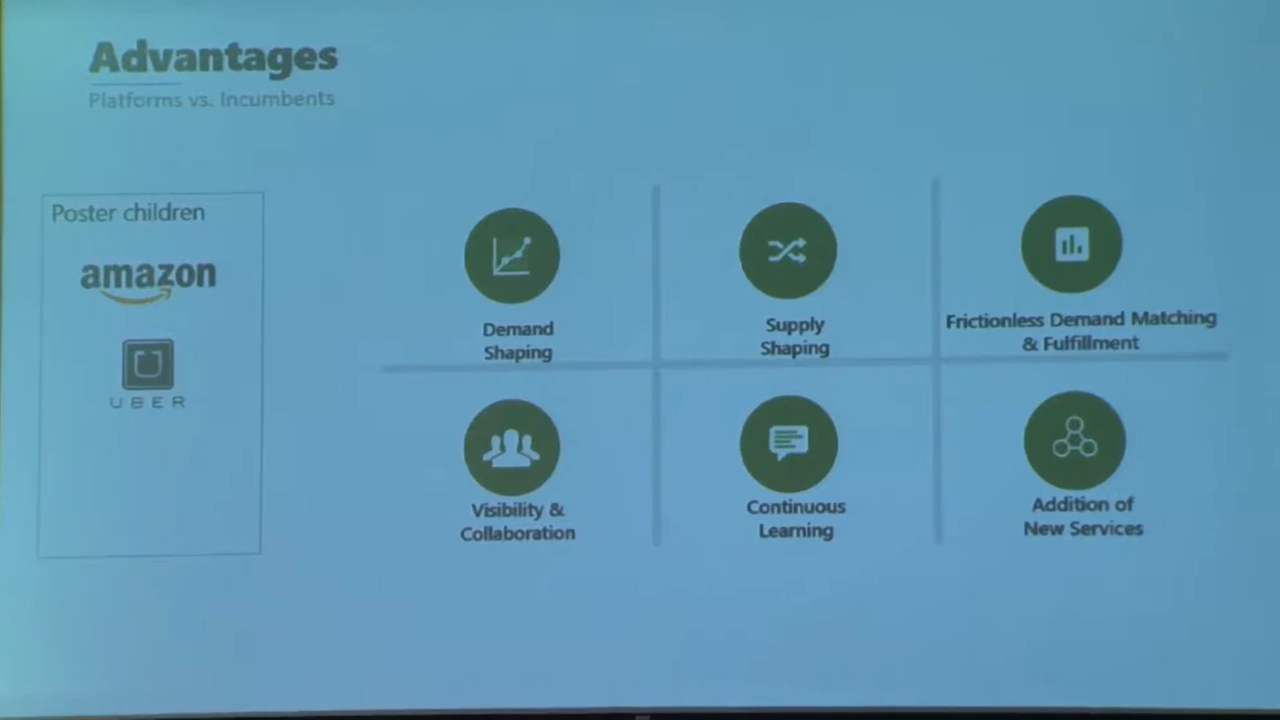 Advantages
Platforms vs. Incumbents
Poster children
amazon
UBER
Demand
Shaping
Supply
Shaping
Frictionless Demand Matching
& Fulfillment
Visibility &
Collaboration
Continuous
Learning
Addition of
New Services